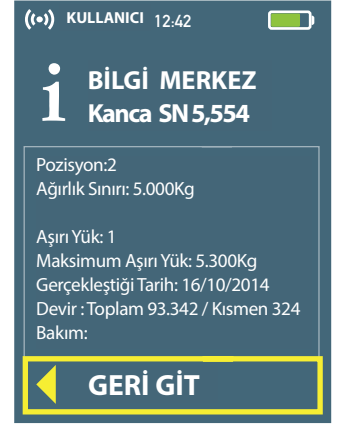 KULLANICI 12:42
BİLGİ MERKEZ
Kanca SN 5,554
Pozisyon:2
Ağırlık Sınırı: 5.000Kg
Aşırı Yük: 1
Maksimum Aşırı Yük: 5.300Kg
Gerçekleştiği Tarih: 16/10/2014
Devir : Toplam 93.342 / Kısmen 324
Bakım:
GERİ GİT